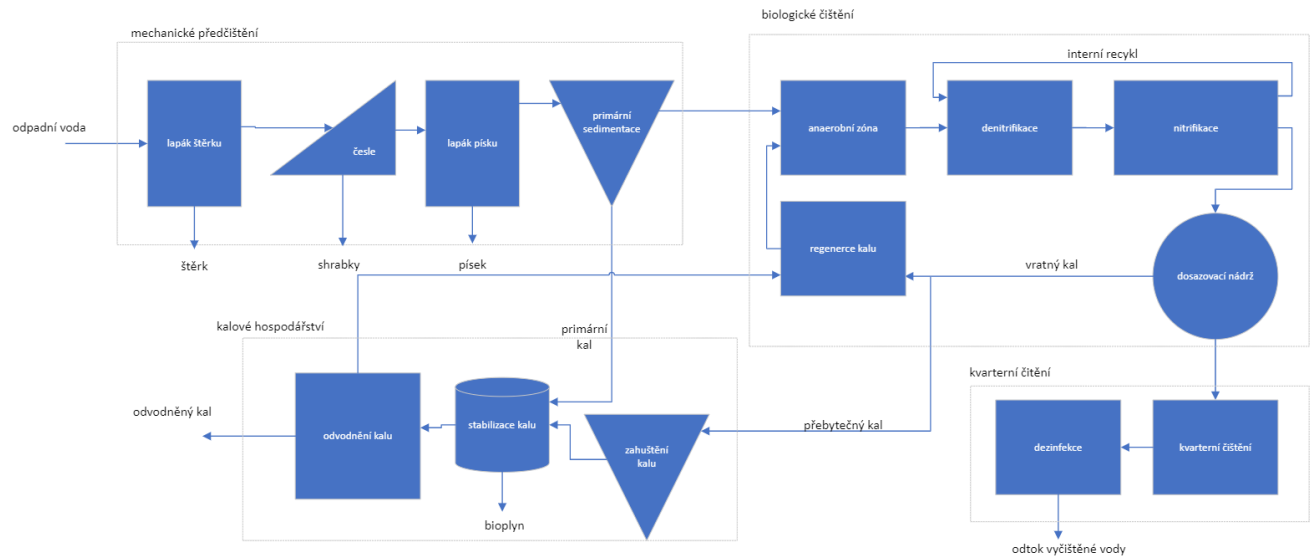 biologické čištění
mechanické předčištění
interní recykl
odpadní voda
lapák štěrku
česle
lapák písku
primární
sedimentace
anaerobní zóna
denitrifikace
nitrifikace
štěrk
shrabky
písek
regenerce kalu
vratný kal
dosazovací nádrž
kalové hospodářství
primární
kal
kvarterní čitění
odvodněný kal
odvodnění kalu
stabilizace kalu
zahuštění
kalu
přebytečný kal
dezinfekce
kvarterní čištění
bioplyn
odtok vyčištěné vody